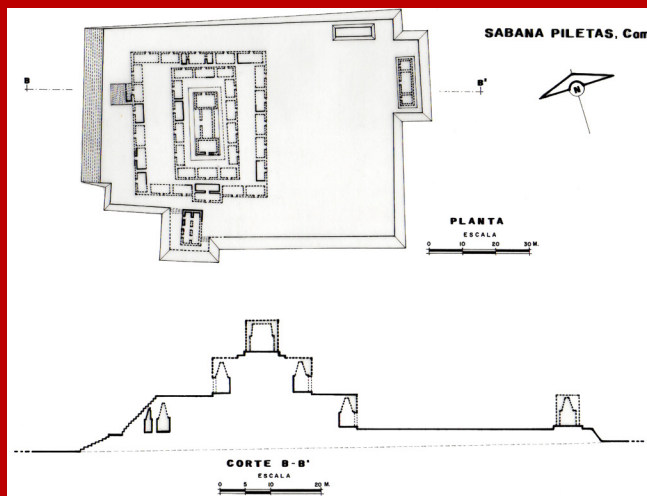 SABANA PILETAS, Cam
B
B'
N
PLANTA
ESCALA
0 10 20 30 M.
CORTE B-B'
ESCALA
0 5 10 20 M.